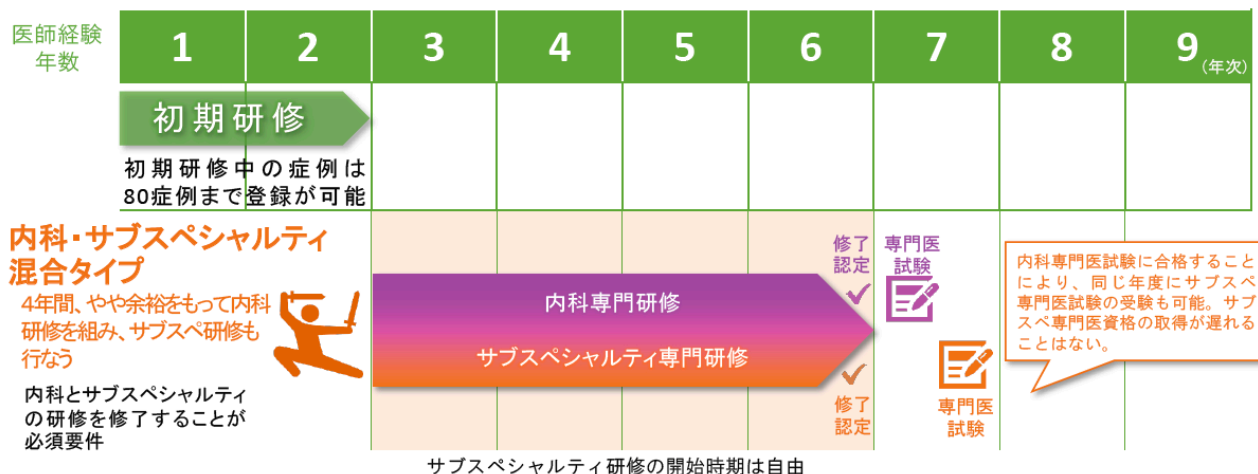 医師経験
年数
1 2 3 4 5 6 7 8 9(年次)
初期研修
初期研修中の症例は
80症例まで登録が可能
内科・サブスペシャルティ
混合タイプ
4年間、やや余裕をもって内科
研修を組み、サブスペ研修も
行なう
内科とサブスペシャルティ
の研修を修了することが
必須要件
内科専門研修
サブスペシャルティ専門研修
修了
認定
専門医
試験
修了
認定
専門医
試験
内科専門医試験に合格すること
により、同じ年度にサブスペ
専門医試験の受験も可能。サブ
スペ専門医資格の取得が遅れる
ことはない。
サブスペシャルティ研修の開始時期は自由